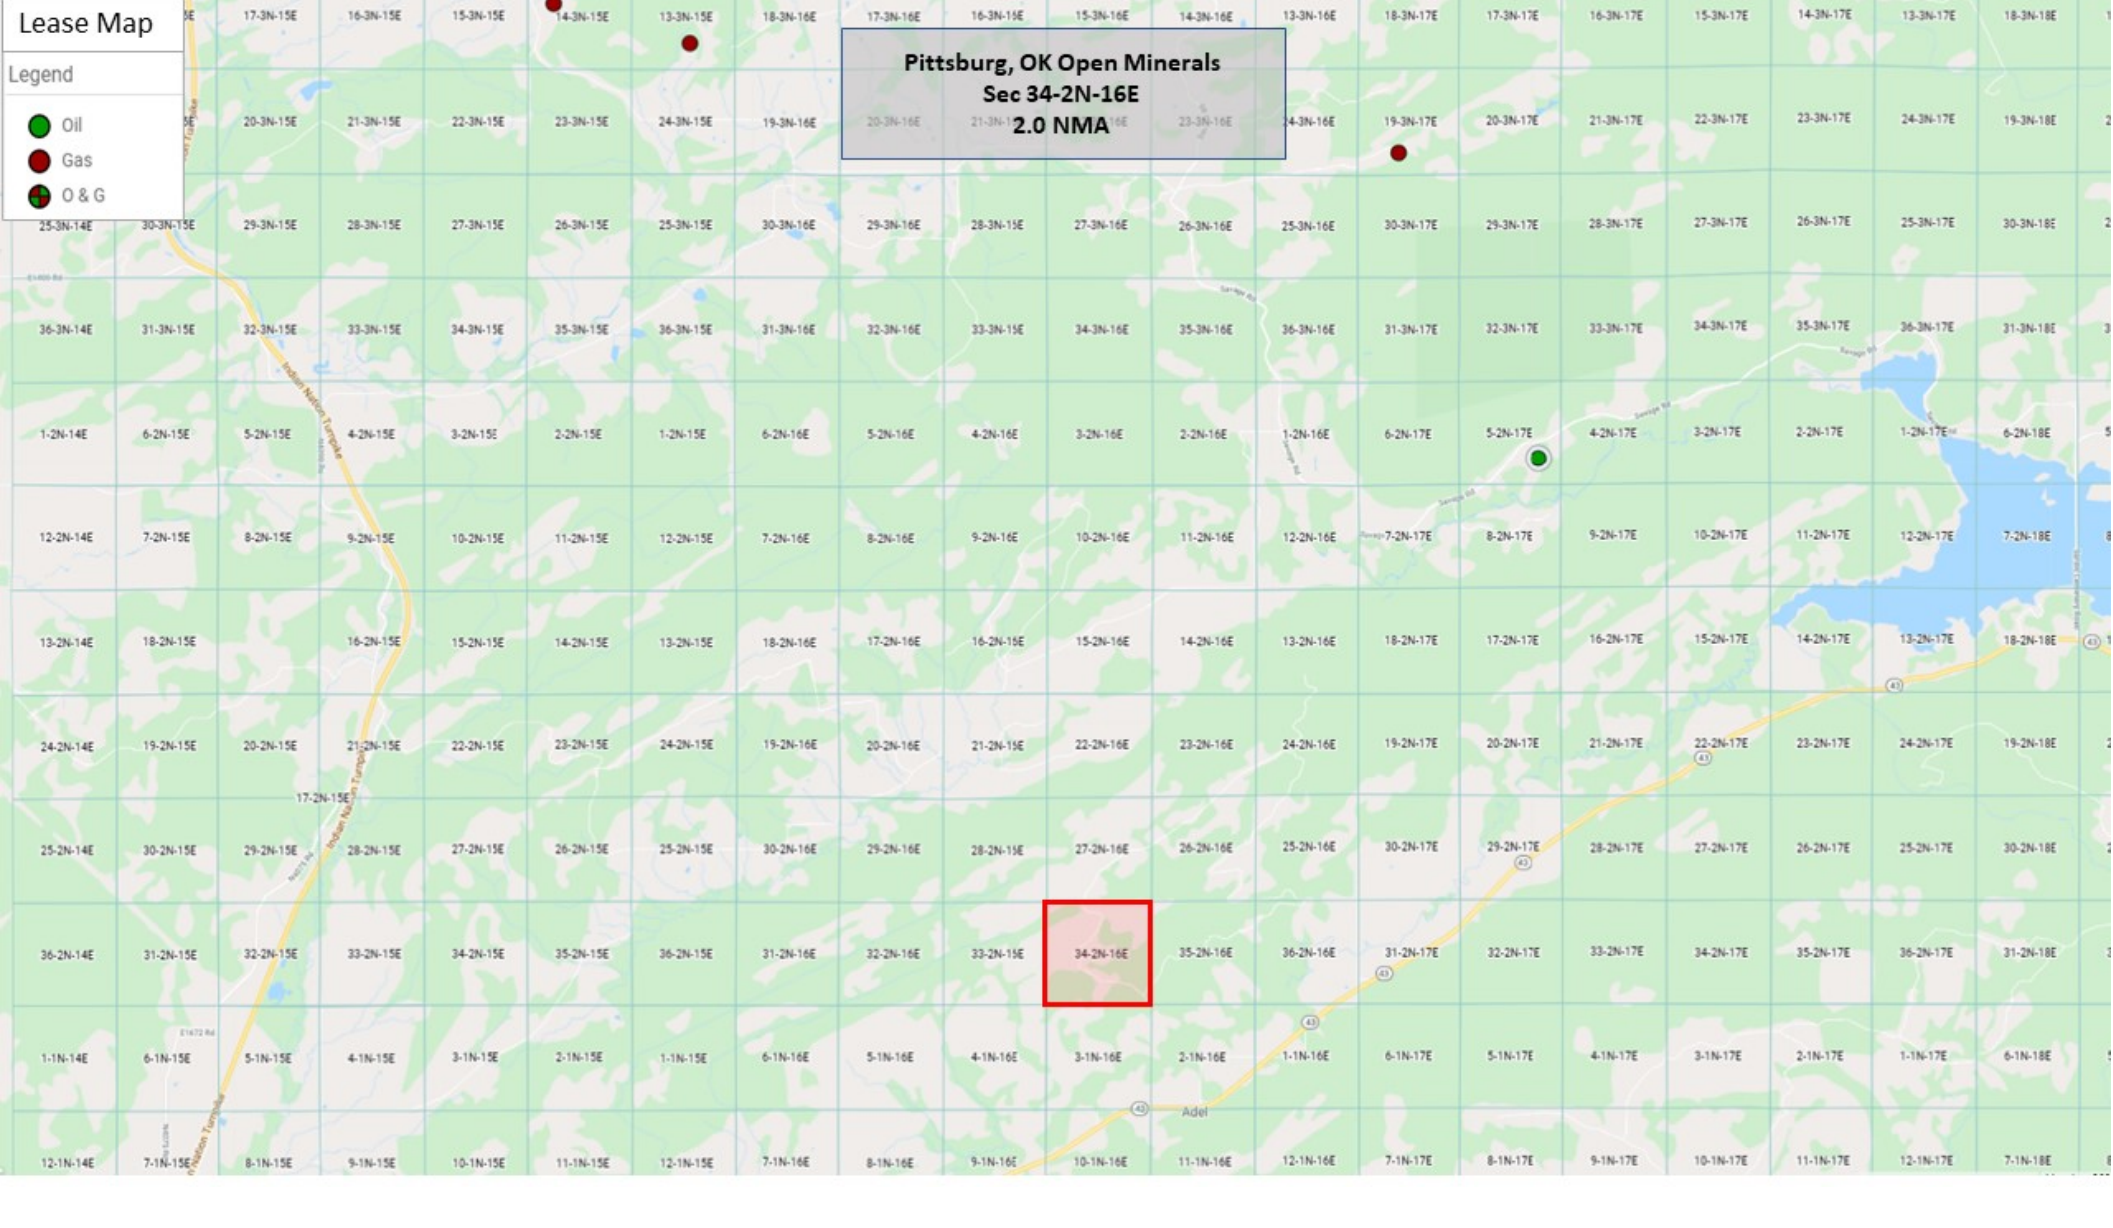 Lease Map
Legend
Oil
Gas
O & G
Pittsburg, OK Open Minerals
Sec 34-2N-16E
2.0 NMA
17-3N-15E 16-3N-15E 15-3N-15E 14-3N-15E 13-3N-15E 18-3N-16E 17-3N-16E 16-3N-15E 15-3N-16E 14-3N-16E 13-3N-16E 18-3N-17E 17-3N-17E 16-3N-17E 15-3N-17E 14-3N-17E 13-3N-17E 18-3N-18E
20-3N-15E 21-3N-15E 22-3N-15E 23-3N-15E 24-3N-15E 19-3N-16E 20-3N-16E 23-3N-16E 24-3N-16E 19-3N-17E 20-3N-17E 21-3N-17E 22-3N-17E 23-3N-17E 24-3N-17E 19-3N-18E
25-3N-14E 30-3N-15E 29-3N-15E 28-3N-15E 27-3N-15E 26-3N-15E 25-3N-15E 30-3N-16E 29-3N-16E 28-3N-15E 27-3N-16E 26-3N-16E 25-3N-16E 30-3N-17E 29-3N-17E 28-3N-17E 27-3N-17E 26-3N-17E 25-3N-17E 30-3N-18E
E1400 Rd
Savage Rd
36-3N-14E 31-3N-15E 32-3N-15E 33-3N-15E 34-3N-15E 35-3N-15E 36-3N-15E 31-3N-16E 32-3N-16E 33-3N-15E 34-3N-16E 35-3N-16E 36-3N-16E 31-3N-17E 32-3N-17E 33-3N-17E 34-3N-17E 35-3N-17E 36-3N-17E 31-3N-18E
Savage Rd
Indian Nation Turnpike
Savage Rd
1-2N-14E 6-2N-15E 5-2N-15E 4-2N-15E 3-2N-15E 2-2N-15E 1-2N-15E 6-2N-16E 5-2N-16E 4-2N-16E 3-2N-16E 2-2N-16E 1-2N-16E 6-2N-17E 5-2N-17E 4-2N-17E 3-2N-17E 2-2N-17E 1-2N-17E 6-2N-18E
Savage Rd
Savage Rd
12-2N-14E 7-2N-15E 8-2N-15E 9-2N-15E 10-2N-15E 11-2N-15E 12-2N-15E 7-2N-16E 8-2N-16E 9-2N-16E 10-2N-16E 11-2N-16E 12-2N-16E 7-2N-17E 8-2N-17E 9-2N-17E 10-2N-17E 11-2N-17E 12-2N-17E 7-2N-18E
13-2N-14E 18-2N-15E 16-2N-15E 15-2N-15E 14-2N-15E 13-2N-15E 18-2N-16E 17-2N-16E 16-2N-15E 15-2N-16E 14-2N-16E 13-2N-16E 18-2N-17E 17-2N-17E 16-2N-17E 15-2N-17E 14-2N-17E 13-2N-17E 18-2N-18E 43
43
24-2N-14E 19-2N-15E 20-2N-15E 21-2N-15E 22-2N-15E 23-2N-15E 24-2N-15E 19-2N-16E 20-2N-16E 21-2N-15E 22-2N-16E 23-2N-16E 24-2N-16E 19-2N-17E 20-2N-17E 21-2N-17E 22-2N-17E 23-2N-17E 24-2N-17E 19-2N-18E
43
17-2N-15E
Indian Nation Turnpike
25-2N-14E 30-2N-15E 29-2N-15E 28-2N-15E 27-2N-15E 26-2N-15E 25-2N-15E 30-2N-16E 29-2N-16E 28-2N-15E 27-2N-16E 26-2N-16E 25-2N-16E 30-2N-17E 29-2N-17E 28-2N-17E 27-2N-17E 26-2N-17E 25-2N-17E 30-2N-18E
43
N4075 Rd
36-2N-14E 31-2N-15E 32-2N-15E 33-2N-15E 34-2N-15E 35-2N-15E 36-2N-15E 31-2N-16E 32-2N-16E 33-2N-15E 34-2N-16E 35-2N-16E 36-2N-16E 31-2N-17E 32-2N-17E 33-2N-17E 34-2N-17E 35-2N-17E 36-2N-17E 31-2N-18E
43
43
E1672 Rd
1-1N-14E 6-1N-15E 5-1N-15E 4-1N-15E 3-1N-15E 2-1N-15E 1-1N-15E 6-1N-16E 5-1N-16E 4-1N-16E 3-1N-16E 2-1N-16E 1-1N-16E 6-1N-17E 5-1N-17E 4-1N-17E 3-1N-17E 2-1N-17E 1-1N-17E 6-1N-18E
43 Adel
Nation Turnpike
12-1N-14E 7-1N-15E 8-1N-15E 9-1N-15E 10-1N-15E 11-1N-15E 12-1N-15E 7-1N-16E 8-1N-16E 9-1N-16E 10-1N-16E 11-1N-16E 12-1N-16E 7-1N-17E 8-1N-17E 9-1N-17E 10-1N-17E 11-1N-17E 12-1N-17E 7-1N-18E